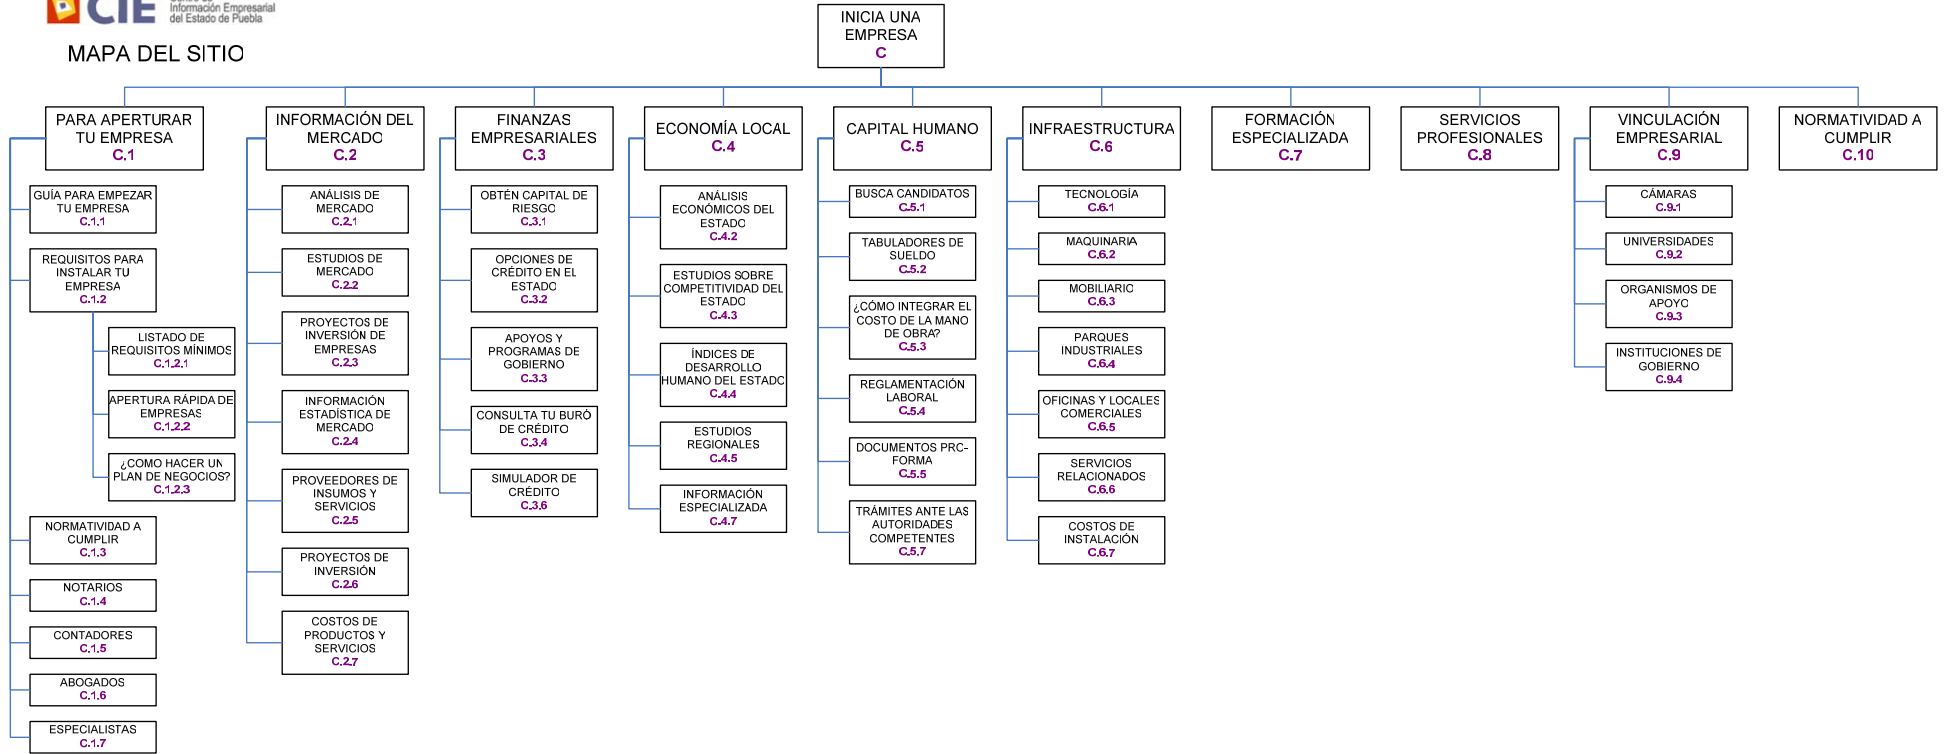 CIE
Información Empresarial
del Estado de Puebla
MAPA DEL SITIO
INICIA UNA
EMPRESA
C
PARA APERTURAR
TU EMPRESA
C.1
GUÍA PARA EMPEZAR
TU EMPRESA
C.1.1
REQUISITOS PARA
INSTALAR TU
EMPRESA
C.1.2
LISTADO DE
REQUISITOS MÍNIMOS
C.1.2.1
APERTURA RÁPIDA DE
EMPRESAS
C.1.2.2
¿COMO HACER UN
PLAN DE NEGOCIOS?
C.1.2.3
NORMATIVIDAD A
CUMPLIR
C.1.3
NOTARIOS
C.1.4
CONTADORES
C.1.5
ABOGADOS
C.1.6
ESPECIALISTAS
C.1.7
INFORMACIÓN DEL
MERCADO
C.2
ANÁLISIS DE
MERCADO
C.2.1
ESTUDIOS DE
MERCADO
C.2.2
PROYECTOS DE
INVERSIÓN DE
EMPRESAS
C.2.3
INFORMACIÓN
ESTADÍSTICA DE
MERCADO
C.2.4
PROVEEDORES DE
INSUMOS Y
SERVICIOS
C.2.5
PROYECTOS DE
INVERSIÓN
C.2.6
COSTOS DE
PRODUCTOS Y
SERVICIOS
C.2.7
FINANZAS
EMPRESARIALES
C.3
OBTÉN CAPITAL DE
RIESGO
C.3.1
OPCIONES DE
CRÉDITO EN EL
ESTADO
C.3.2
APOYOS Y
PROGRAMAS DE
GOBIERNO
C.3.3
CONSULTA TU BURÓ
DE CRÉDITO
C.3.4
SIMULADOR DE
CRÉDITO
C.3.6
ECONOMÍA LOCAL
C.4
ANÁLISIS
ECONÓMICOS DEL
ESTADO
C.4.2
ESTUDIOS SOBRE
COMPETITIVIDAD DEL
ESTADO
C.4.3
ÍNDICES DE
DESARROLLO
HUMANO DEL ESTADO
C.4.4
ESTUDIOS
REGIONALES
C.4.5
INFORMACIÓN
ESPECIALIZADA
C.4.7
CAPITAL HUMANO
C.5
BUSCA CANDIDATOS
C.5.1
TABULADORES DE
SUELDO
C.5.2
¿CÓMO INTEGRAR EL
COSTO DE LA MANO
DE OBRA?
C.5.3
REGLAMENTACIÓN
LABORAL
C.5.4
DOCUMENTOS PRO-
FORMA
C.5.5
TRÁMITES ANTE LAS
AUTORIDADES
COMPETENTES
C.5.7
INFRAESTRUCTURA
C.6
TECNOLOGÍA
C.6.1
MAQUINARIA
C.6.2
MOBILIARIO
C.6.3
PARQUES
INDUSTRIALES
C.6.4
OFICINAS Y LOCALES
COMERCIALES
C.6.5
SERVICIOS
RELACIONADOS
C.6.6
COSTOS DE
INSTALACIÓN
C.6.7
FORMACIÓN
ESPECIALIZADA
C.7
SERVICIOS
PROFESIONALES
C.8
VINCULACIÓN
EMPRESARIAL
C.9
CÁMARAS
C.9.1
UNIVERSIDADES
C.9.2
ORGANISMOS DE
APOYO
C.9.3
INSTITUCIONES DE
GOBIERNO
C.9.4
NORMATIVIDAD A
CUMPLIR
C.10